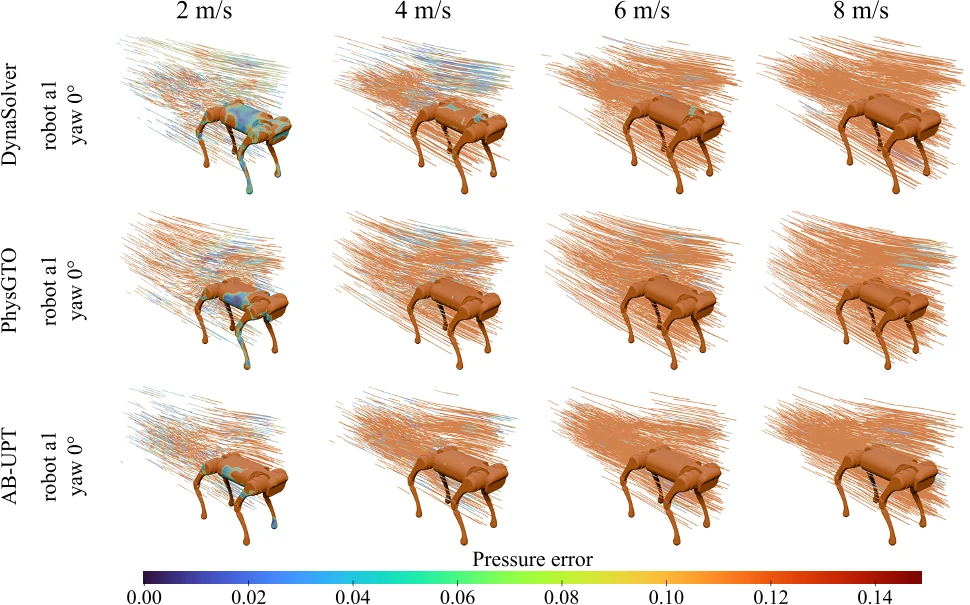 2 m/s 4 m/s 6 m/s 8 m/s
DynaSolver
robot a1
yaw 0°
PhysGTO
robot a1
yaw 0°
AB-UPT
robot a1
yaw 0°
Pressure error
0.00 0.02 0.04 0.06 0.08 0.10 0.12 0.14